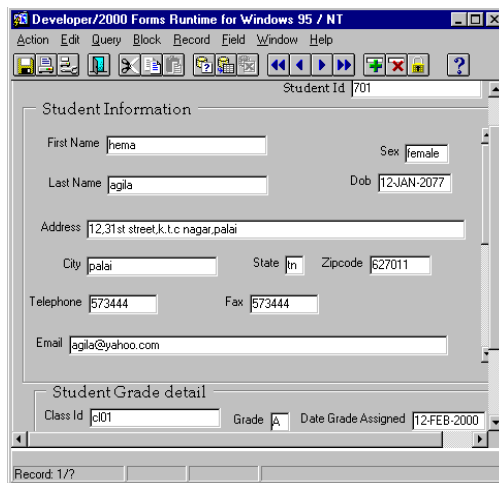 Developer/2000 Forms Runtime for Windows 95 / NT
Action Edit Query Block Record Field Window Help
Student Id 701
Student Information
First Name hema
Sex female
Last Name agila
Dob 12-JAN-2077
Address 12,31st street,k.t.c nagar,palai
City palai State tn Zipcode 627011
Telephone 573444 Fax 573444
Email agila@yahoo.com
Student Grade detail
Class Id cl01 Grade A Date Grade Assigned 12-FEB-2000
Record: 1/?